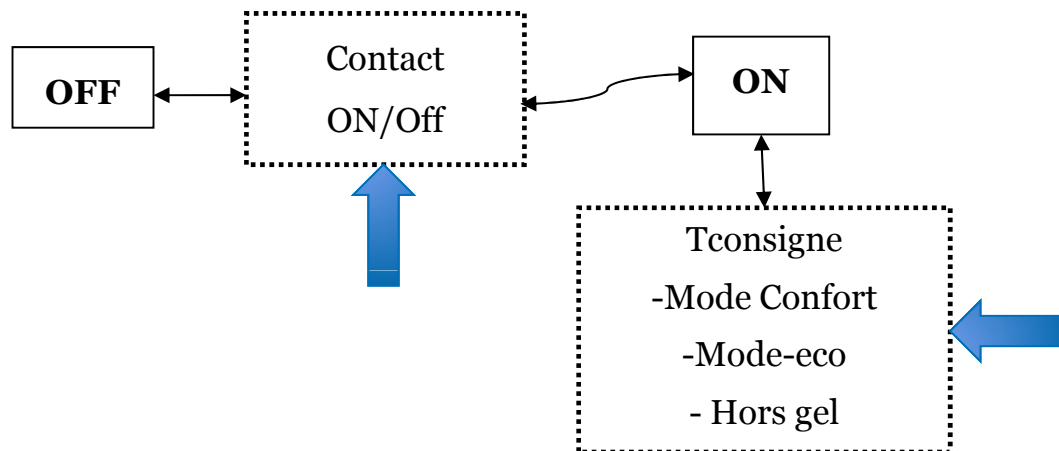 OFF
Contact
ON/Off
ON
Tconsigne
-Mode Confort
-Mode-eco
- Hors gel